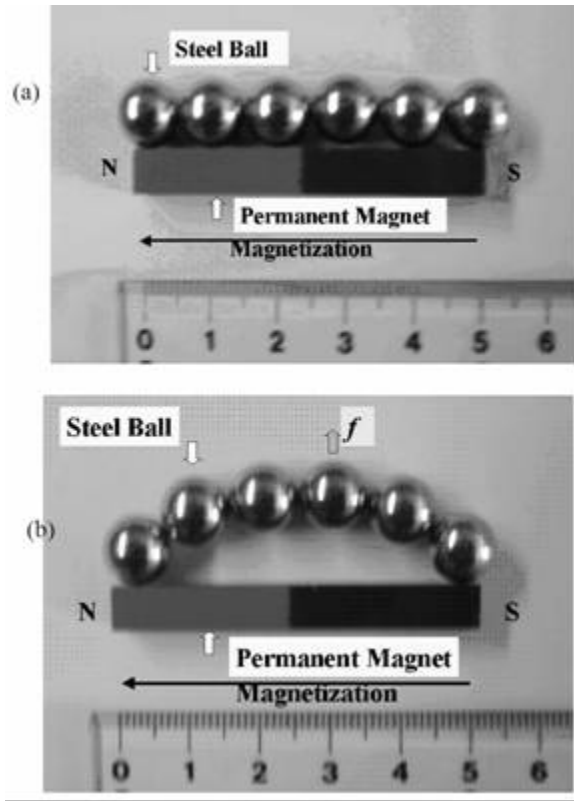 Steel Ball
(a)
N
S
Permanent Magnet
Magnetization
0 1 2 3 4 5 6
Steel Ball
f
(b)
N
S
Permanent Magnet
Magnetization
0 1 2 3 4 5 6